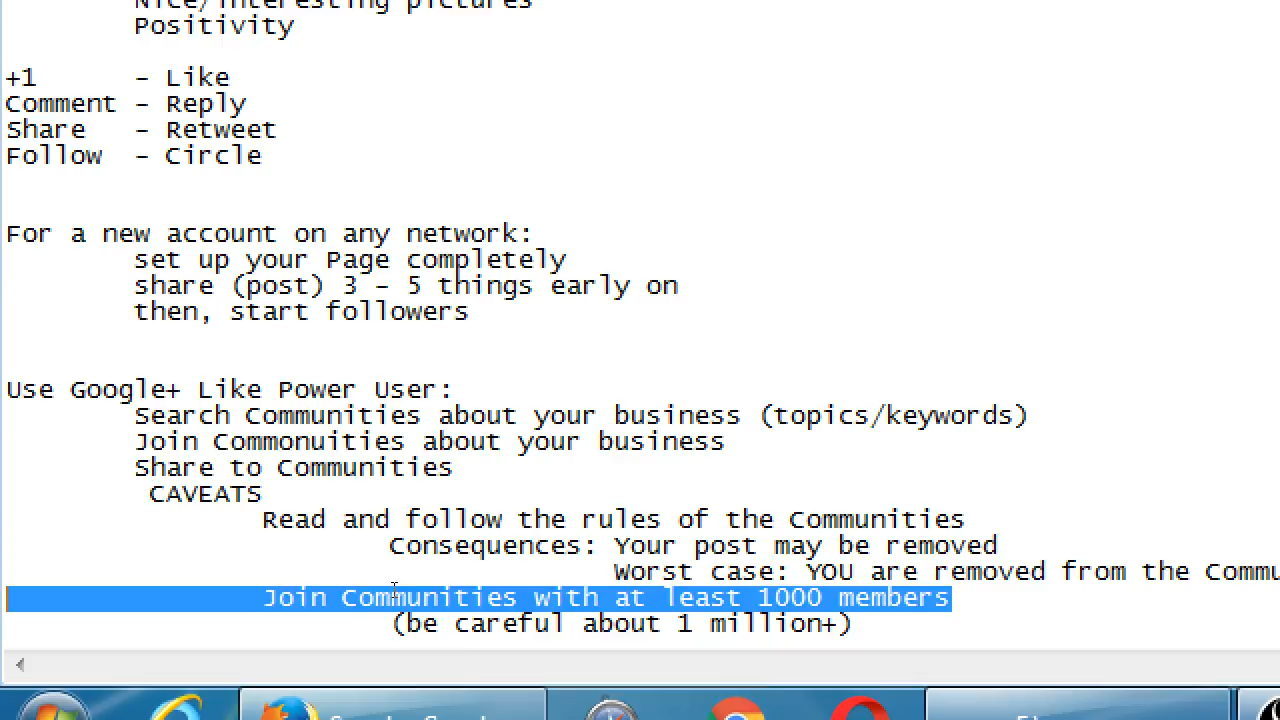 Nice/interesting pictures
Positivity
+1 - Like
Comment - Reply
Share - Retweet
Follow - Circle
For a new account on any network:
set up your Page completely
share (post) 3 - 5 things early on
then, start followers
Use Google+ Like Power User:
Search Communities about your business (topics/keywords)
Join Commonuities about your business
Share to Communities
CAVEATS
Read and follow the rules of the Communities
Consequences: Your post may be removed
Worst case: YOU are removed from the Commu
Join Communities with at least 1000 members
(be careful about 1 million+)